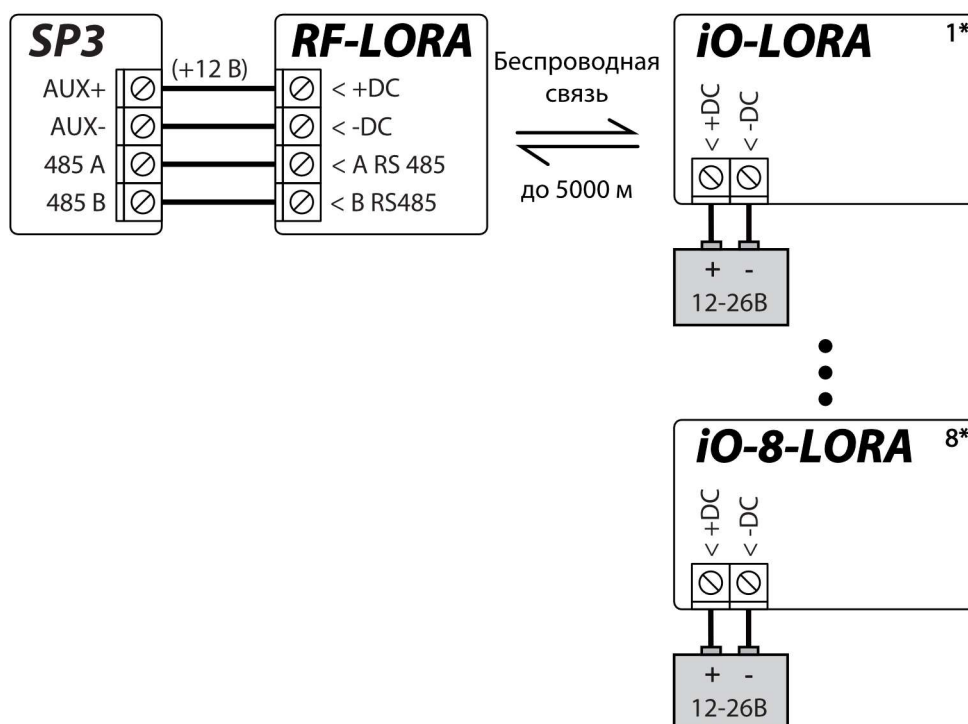 SP3
AUX+
AUX-
485 A
485 B
(+12 В)
RF-LORA
< +DC
< -DC
< A RS 485
< B RS485
Беспроводная
связь
до 5000 м
iO-LORA 1*
< +DC
< -DC
+ -
12-26В
iO-8-LORA 8*
< +DC
< -DC
+ -
12-26В